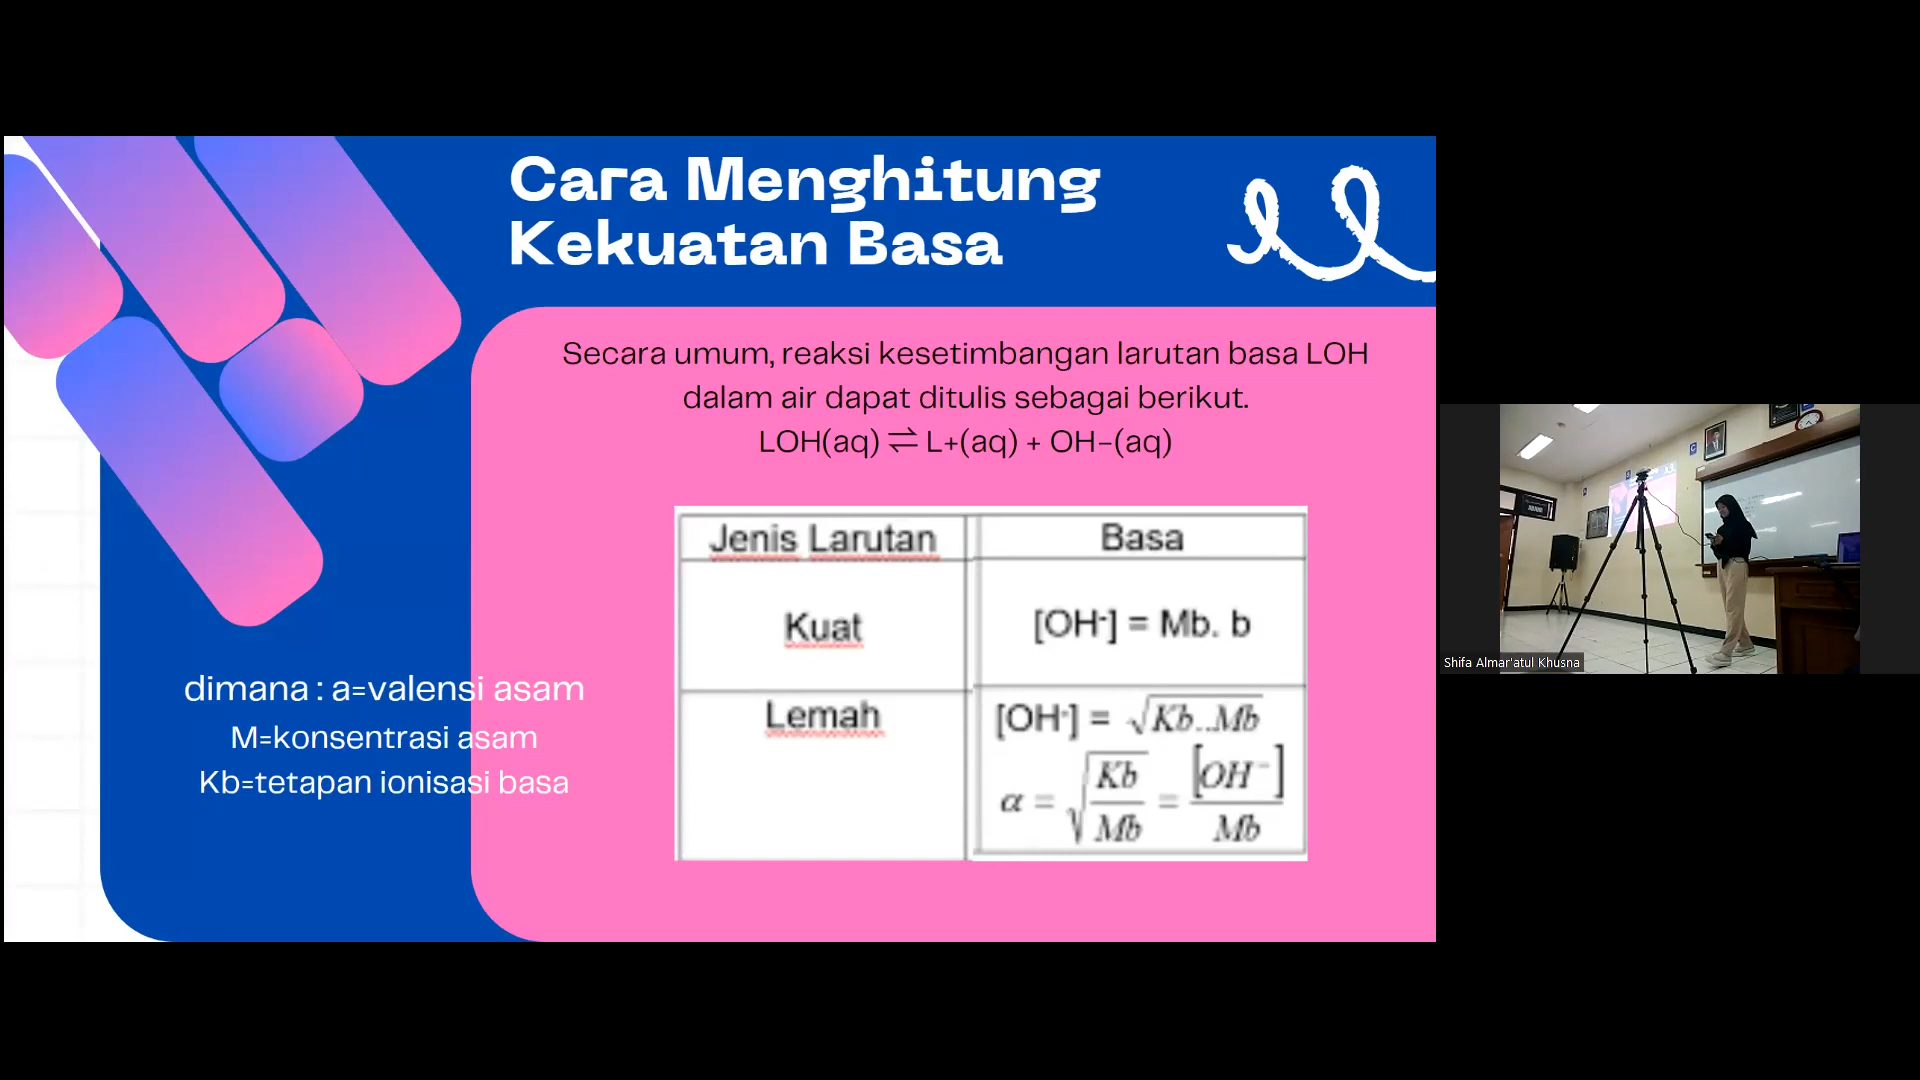 Cara Menghitung
Kekuatan Basa
Secara umum, reaksi kesetimbangan larutan basa LOH
dalam air dapat ditulis sebagai berikut.
LOH(aq) ⇌ L+(aq) + OH-(aq)
Jenis Larutan
Basa
Kuat
[OH-] = Mb. b
Lemah
[OH-] = √Kb..Mb
α = √Kb/Mb = [OH⁻]/Mb
dimana : a=valensi asam
M=konsentrasi asam
Kb=tetapan ionisasi basa
Shifa Almar'atul Khusna